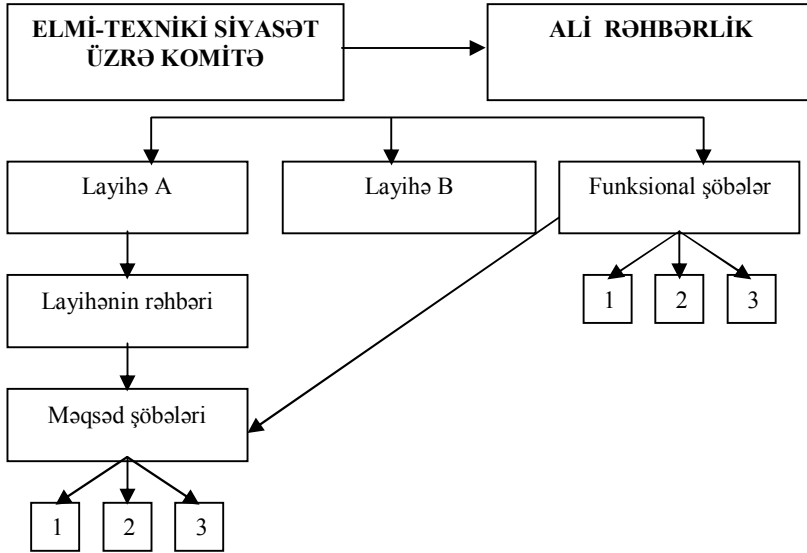 ELMİ-TEXNİKİ SİYASƏT
ÜZRƏ KOMİTƏ
ALİ RƏHBƏRLİK
Layihə A
Layihə B
Funksional şöbələr
Layihənin rəhbəri
1
2
3
Məqsəd şöbələri
1
2
3